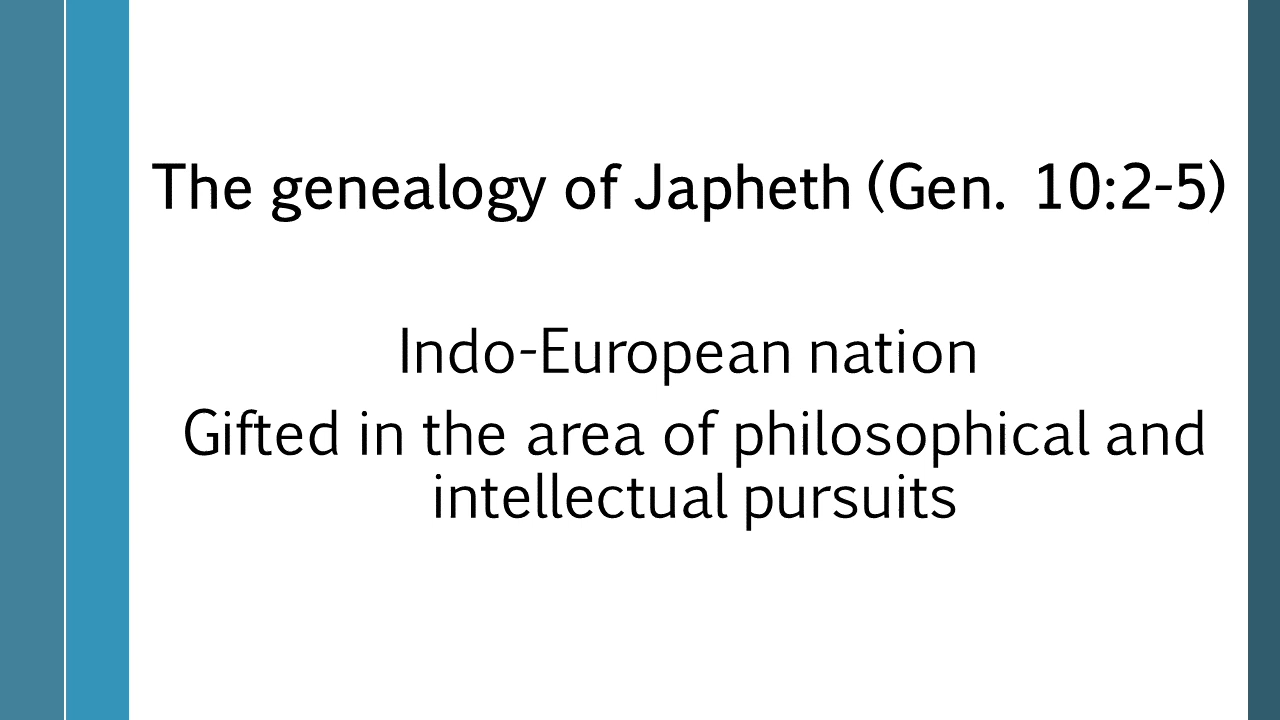 The genealogy of Japheth (Gen. 10:2-5)
Indo-European nation
Gifted in the area of philosophical and
intellectual pursuits